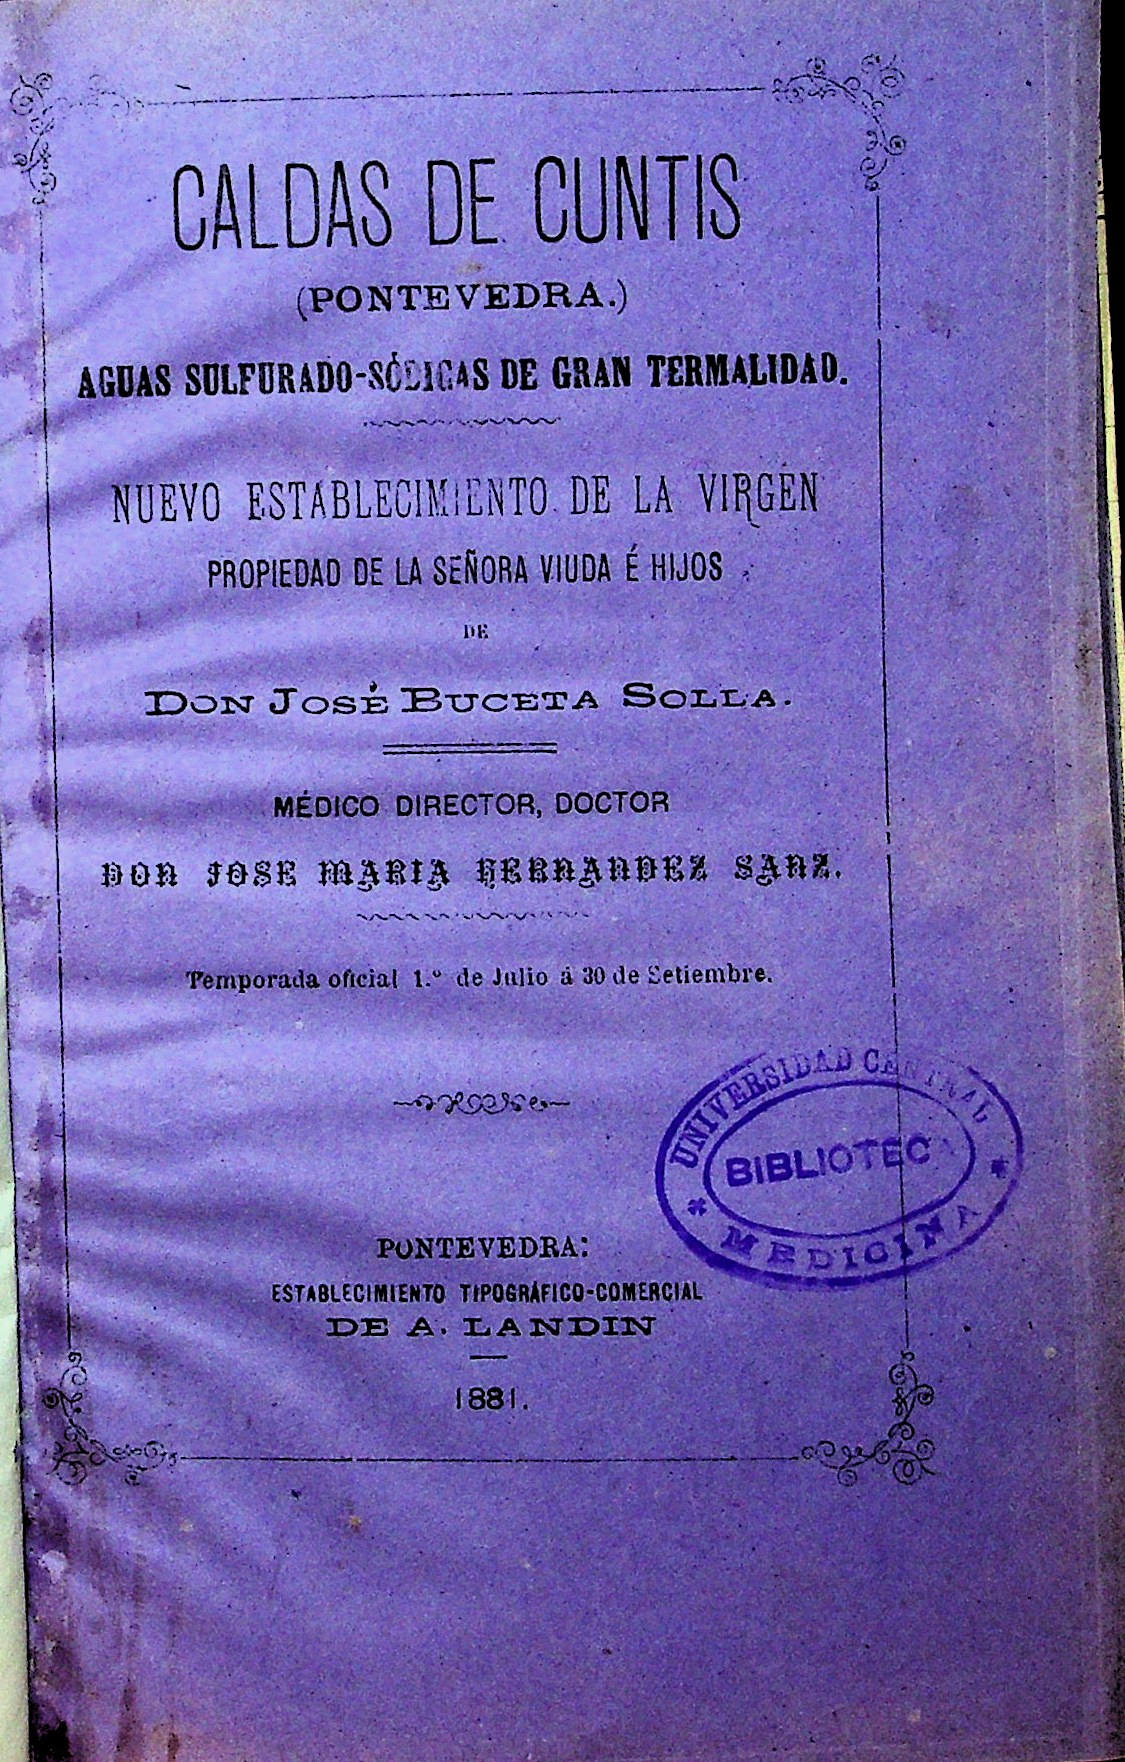 CALDAS DE CUNTIS
(PONTEVEDRA.)
AGUAS SULFURADO-SÓDICAS DE GRAN TERMALIDAD.
NUEVO ESTABLECIMIENTO DE LA VIRGÉN
PROPIEDAD DE LA SEÑORA VIUDA É HIJOS
DE
DON JOSÉ BUCETA SOLLA.
MÉDICO DIRECTOR, DOCTOR
DON JOSE MARIA HERNANDEZ SANZ.
Temporada oficial 1.º de Julio á 30 de Setiembre.
UNIVERSIDAD CENTRAL
BIBLIOTEC
* MEDICINA *
PONTEVEDRA:
ESTABLECIMIENTO TIPOGRÁFICO-COMERCIAL
DE A. LANDIN
1881.